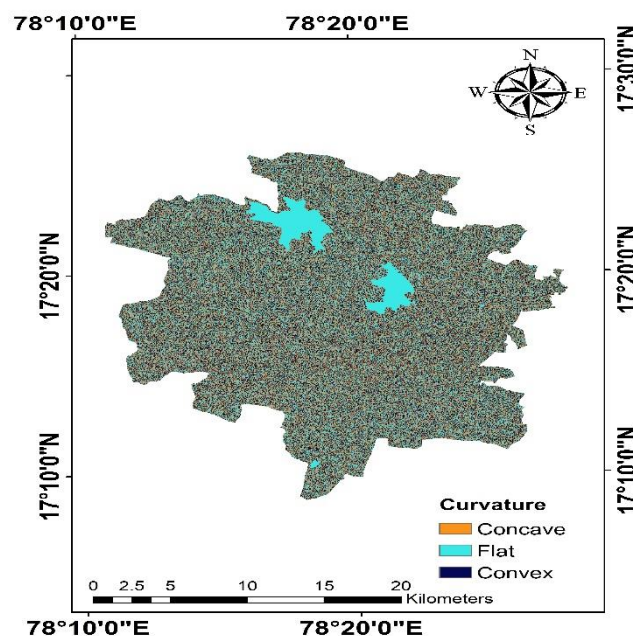 78°10'0"E 78°20'0"E
N
W E
S
17°30'0"N
17°20'0"N 17°20'0"N
17°10'0"N 17°10'0"N
Curvature
Concave
Flat
Convex
0 2.5 5 10 15 20
Kilometers
78°10'0"E 78°20'0"E